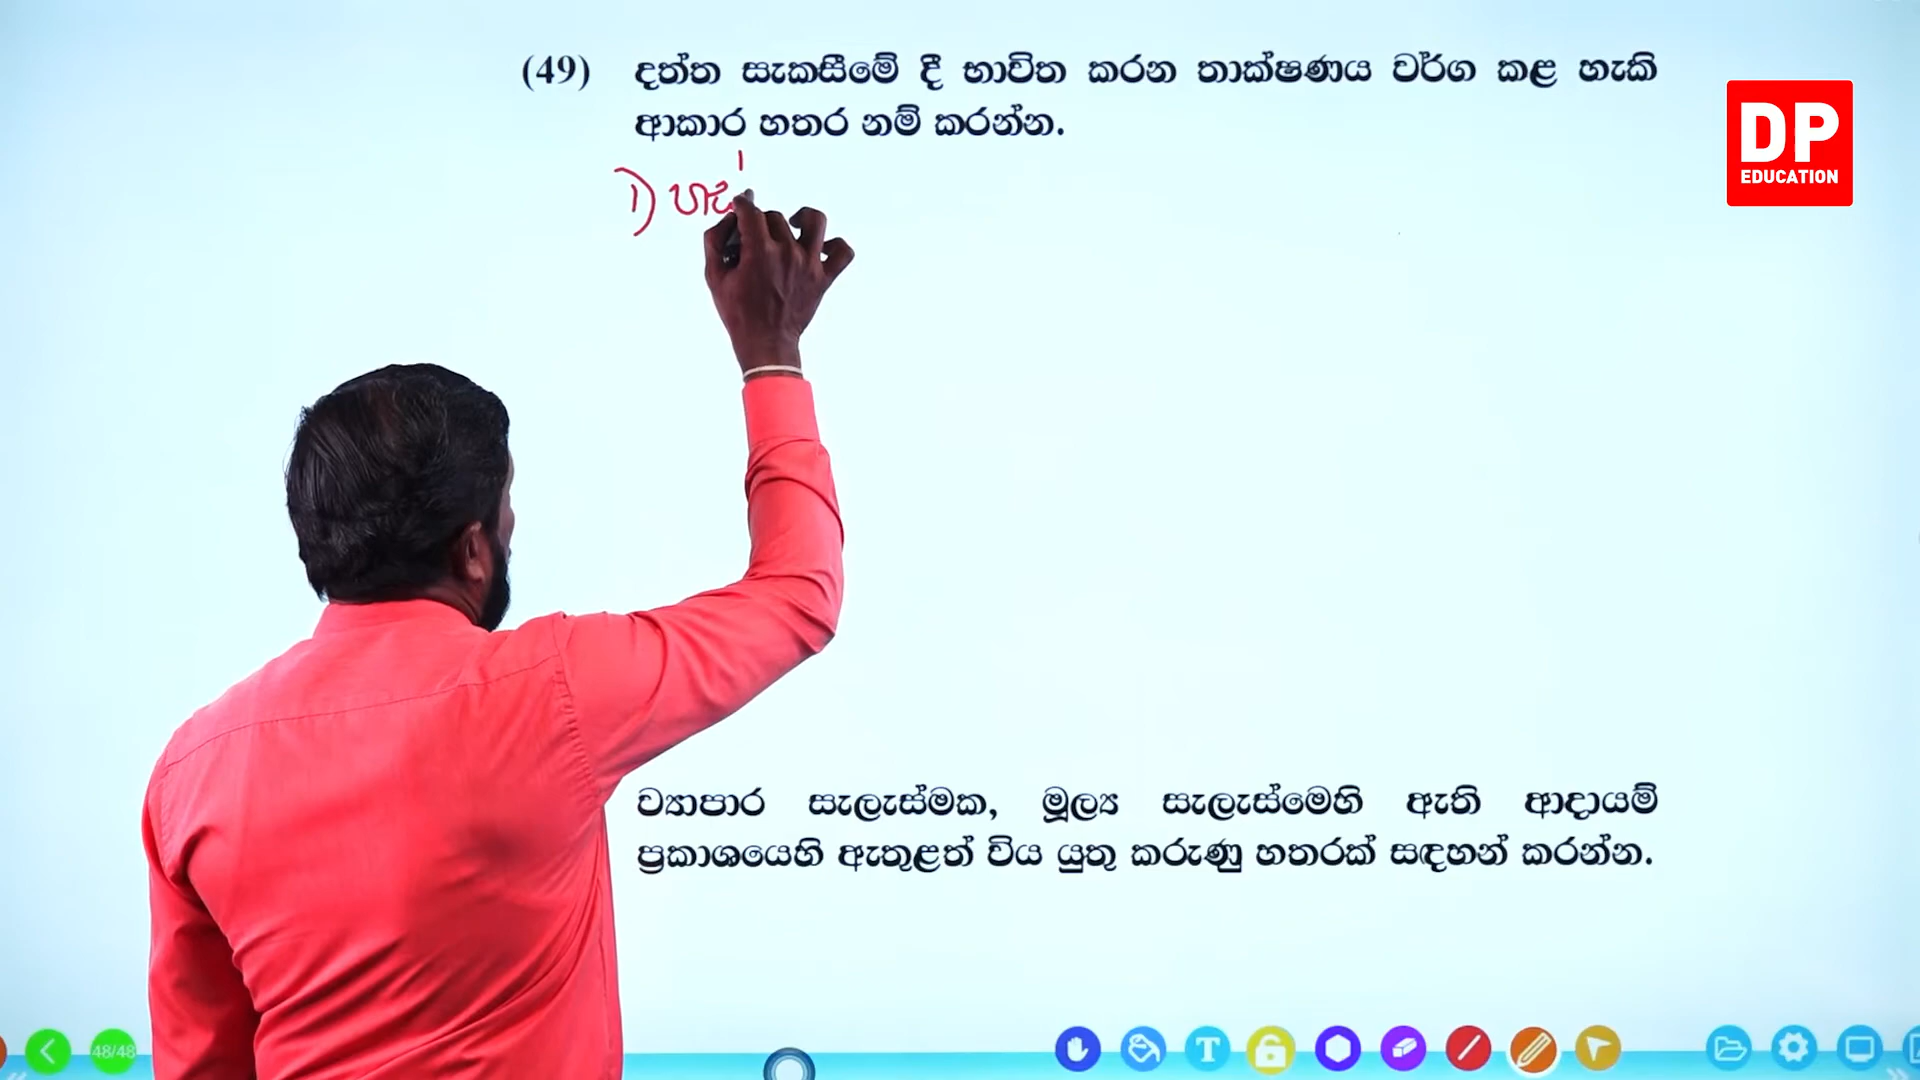 (49) දත්ත සැකසීමේ දී භාවිත කරන තාක්ෂණය වර්ග කළ හැකි
ආකාර හතර නම් කරන්න.
DP
EDUCATION
1)
ව්‍යාපාර සැලැස්මක, මූල්‍ය සැලැස්මෙහි ඇති ආදායම්
ප්‍රකාශයෙහි ඇතුළත් විය යුතු කරුණු හතරක් සඳහන් කරන්න.
48/48
T